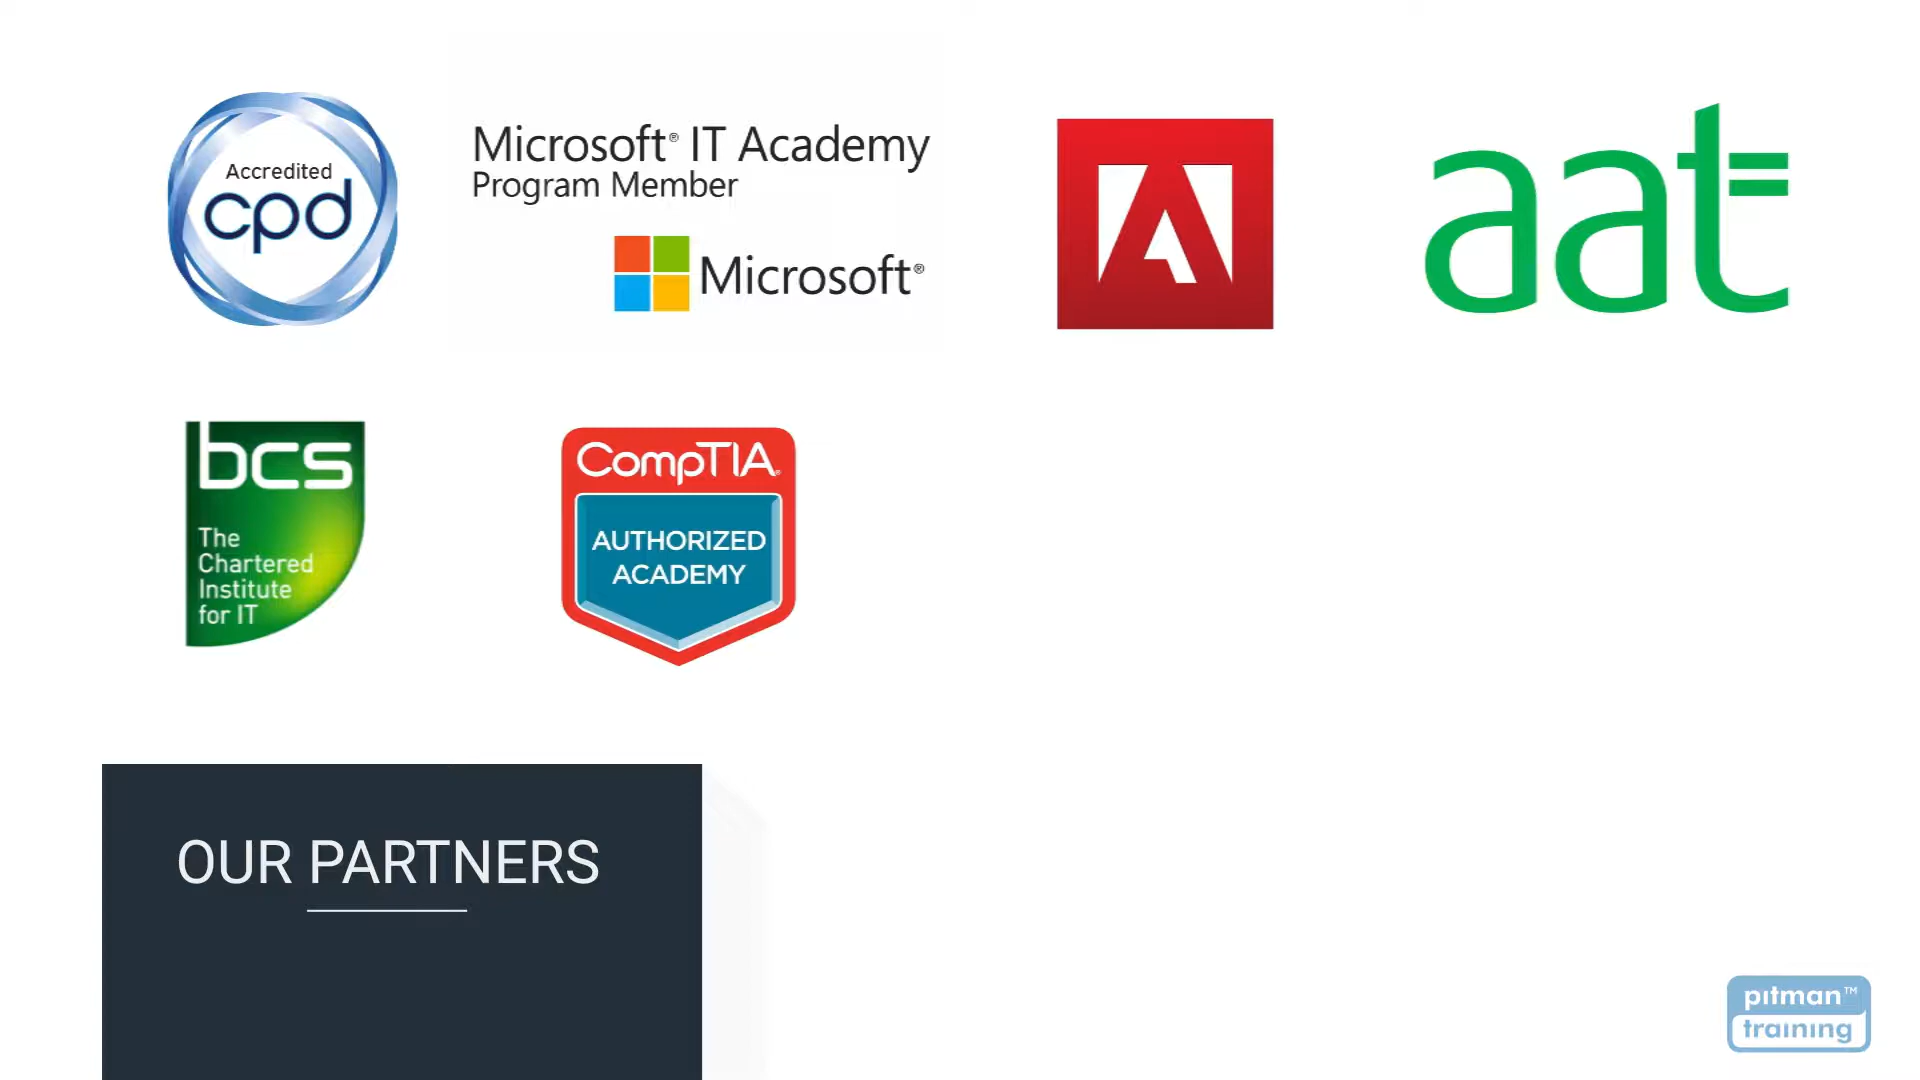 Accredited
cpd
Microsoft® IT Academy
Program Member
Microsoft®
aat
bcs
The
Chartered
Institute
for IT
CompTIA.
AUTHORIZED
ACADEMY
OUR PARTNERS
pitman™
training